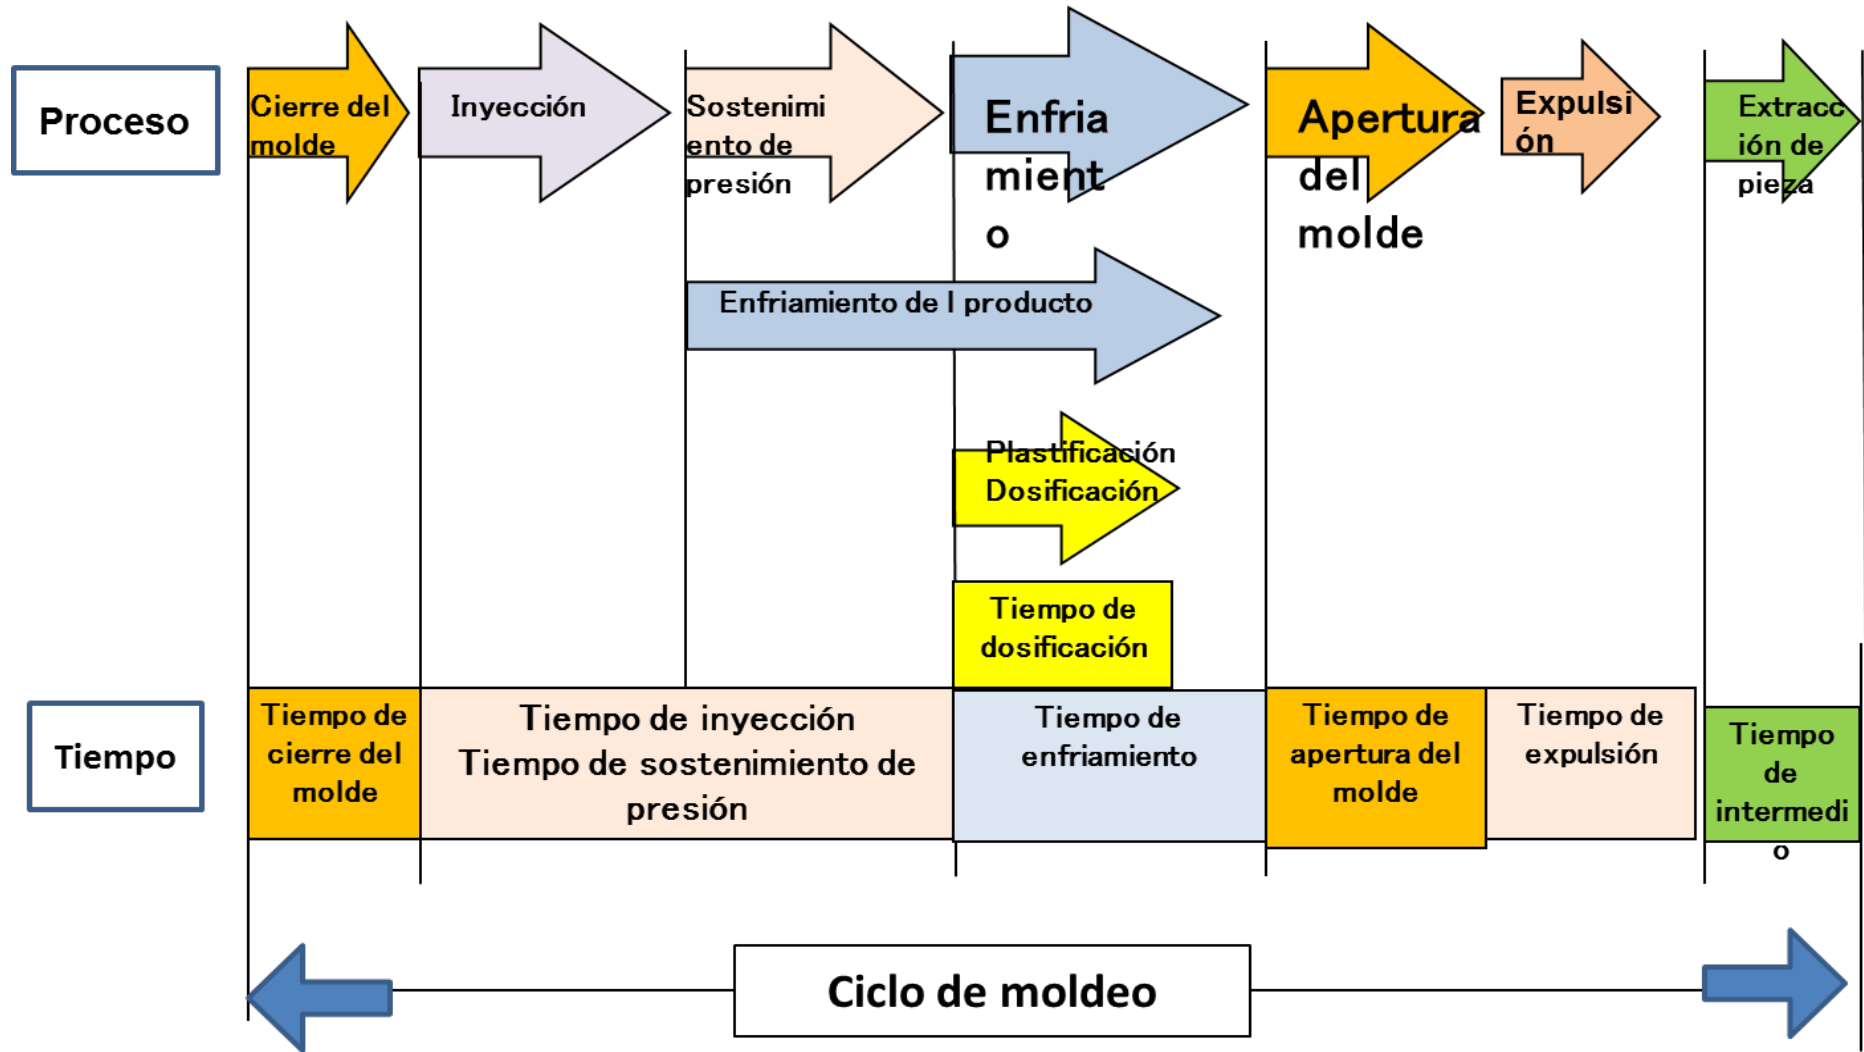 Proceso
Cierre del
molde
Inyección
Sostenimi
ento de
presión
Enfria
mient
o
Apertura
del
molde
Expulsi
ón
Extracc
ión de
pieza
Enfriamiento de l producto
Plastificación
Dosificación
Tiempo de
dosificación
Tiempo
Tiempo de
cierre del
molde
Tiempo de inyección
Tiempo de sostenimiento de
presión
Tiempo de
enfriamiento
Tiempo de
apertura del
molde
Tiempo de
expulsión
Tiempo
de
intermedi
o
Ciclo de moldeo